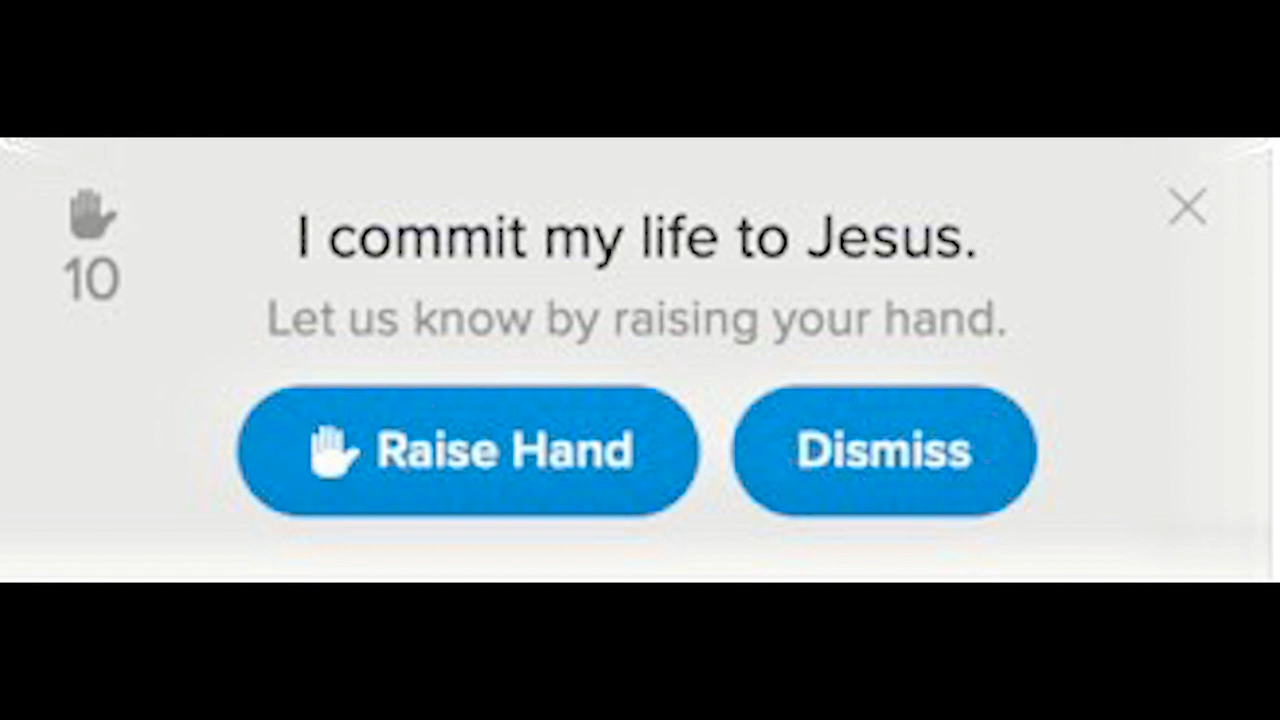 I commit my life to Jesus.
10
Let us know by raising your hand.
Raise Hand
Dismiss